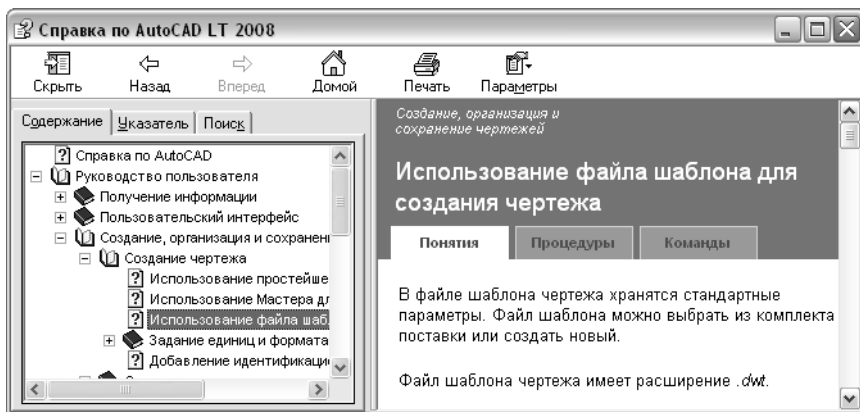 Справка по AutoCAD LT 2008
Скрыть Назад Вперед Домой Печать Параметры
Содержание Указатель Поиск
Справка по AutoCAD
Руководство пользователя
Получение информации
Пользовательский интерфейс
Создание, организация и сохранени
Создание чертежа
Использование простейше
Использование Мастера дл
Использование файла шаб
Задание единиц и формата
Добавление идентификаци
Создание, организация и
сохранение чертежей
Использование файла шаблона для
создания чертежа
Понятия Процедуры Команды
В файле шаблона чертежа хранятся стандартные
параметры. Файл шаблона можно выбрать из комплекта
поставки или создать новый.
Файл шаблона чертежа имеет расширение .dwt.